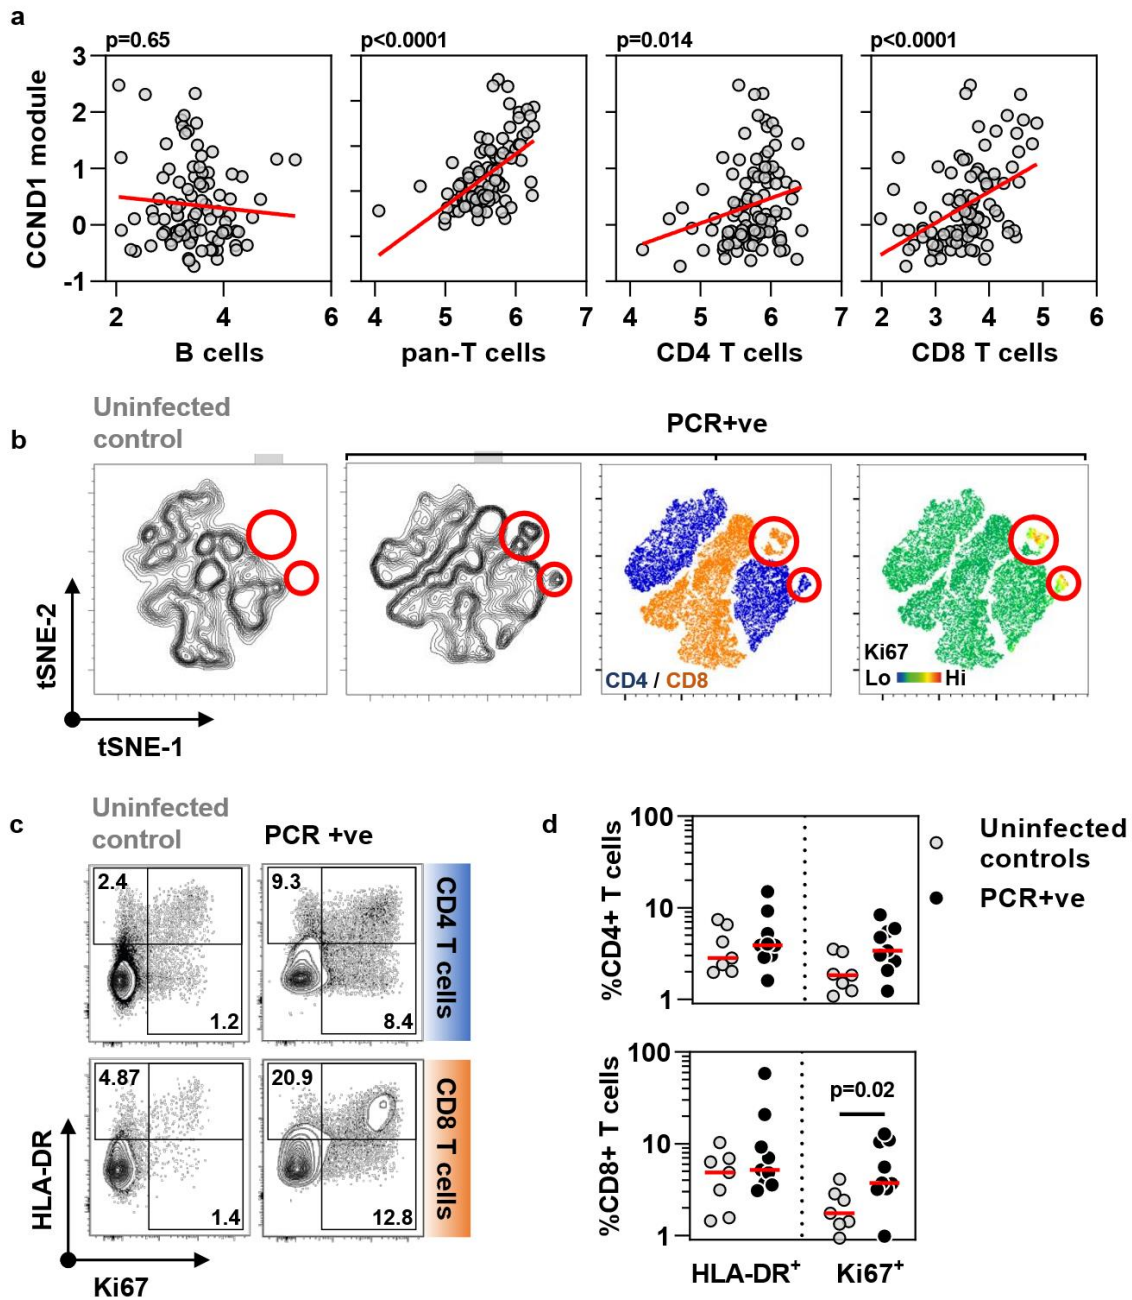 a
p=0.65
p<0.0001
p=0.014
p<0.0001
CCND1 module
3
2
1
0
-1
2
4
6
4
5
6
7
4
5
6
7
2
3
4
5
6
B cells
pan-T cells
CD4 T cells
CD8 T cells
b
Uninfected
control
PCR+ve
tSNE-2
tSNE-1
CD4 / CD8
Ki67
Lo
Hi
c
Uninfected
control
PCR +ve
2.4
1.2
9.3
8.4
CD4 T cells
4.87
1.4
20.9
12.8
CD8 T cells
HLA-DR
Ki67
d
%CD4+ T cells
100
10
1
Uninfected
controls
PCR+ve
%CD8+ T cells
100
10
1
p=0.02
HLA-DR+
Ki67+